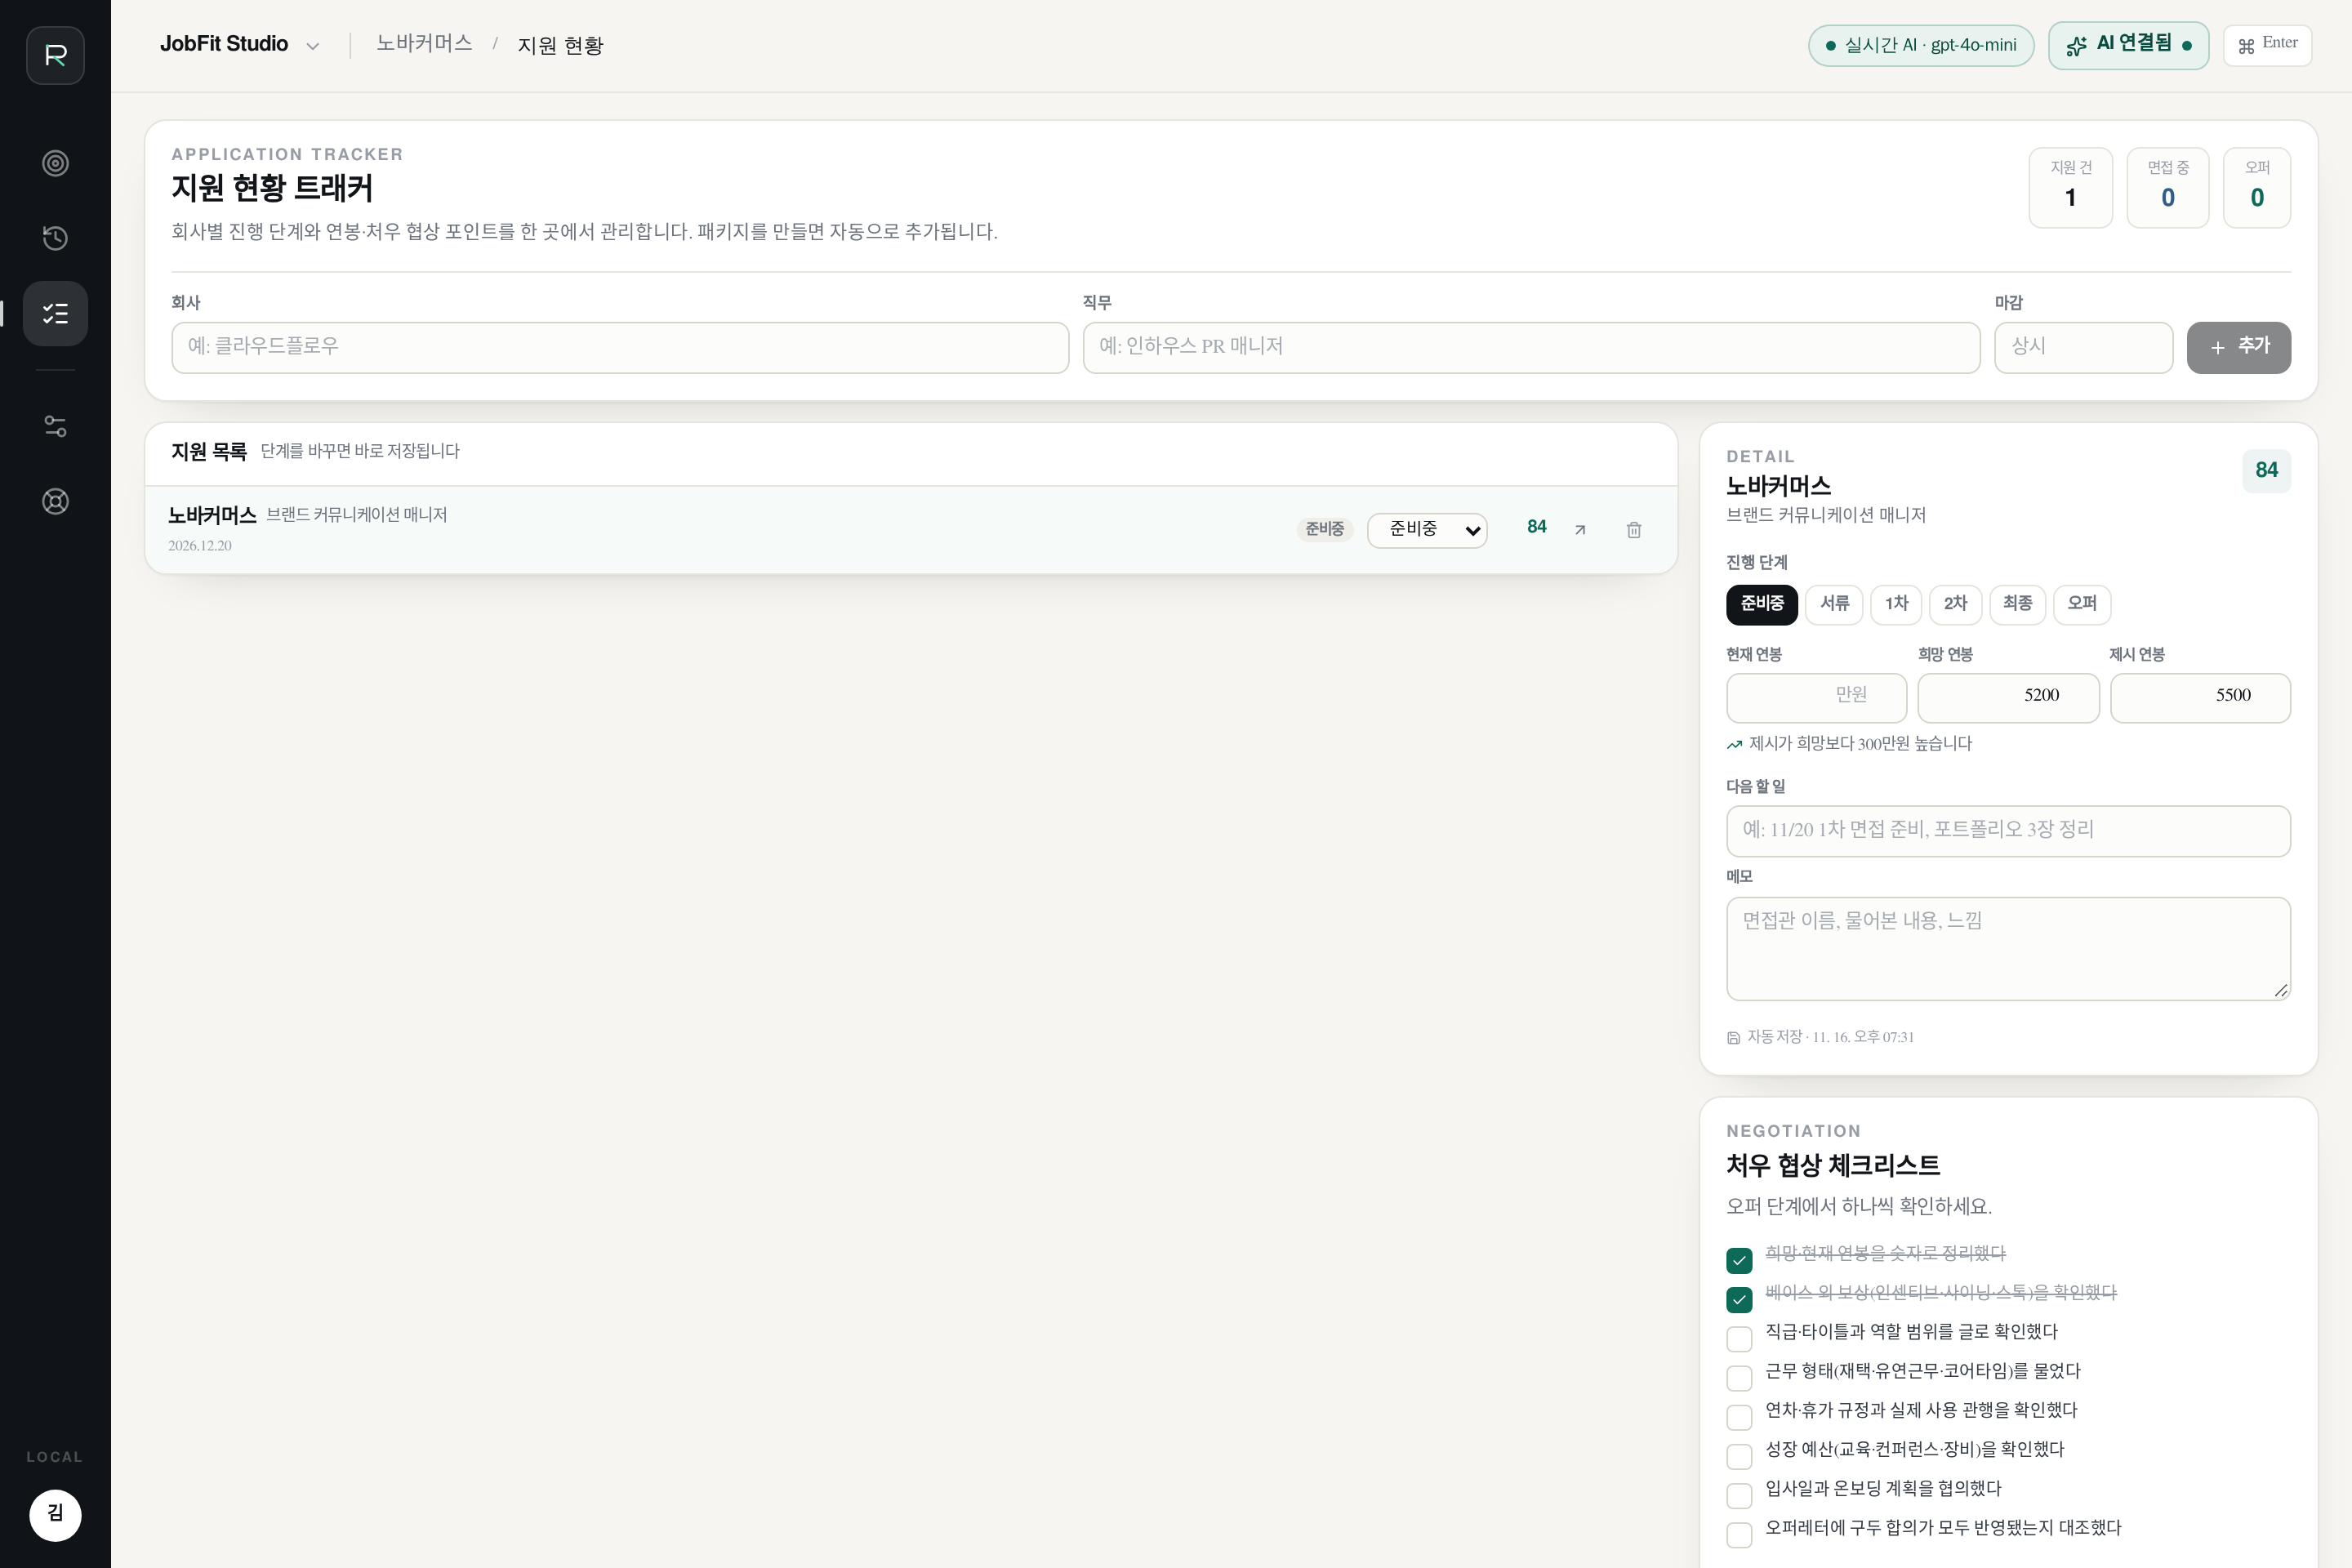 JobFit Studio
노바커머스 / 지원 현황
실시간 AI · gpt-4o-mini
AI 연결됨
⌘ Enter
APPLICATION TRACKER
지원 현황 트래커
회사별 진행 단계와 연봉·처우 협상 포인트를 한 곳에서 관리합니다. 패키지를 만들면 자동으로 추가됩니다.
지원 건
1
면접 중
0
오퍼
0
회사
예: 클라우드플로우
직무
예: 인하우스 PR 매니저
마감
상시
+ 추가
지원 목록 단계를 바꾸면 바로 저장됩니다
노바커머스 브랜드 커뮤니케이션 매니저
2026.12.20
준비중
준비중
84
DETAIL
노바커머스
브랜드 커뮤니케이션 매니저
84
진행 단계
준비중 서류 1차 2차 최종 오퍼
현재 연봉 희망 연봉 제시 연봉
만원 5200 5500
제시가 희망보다 300만원 높습니다
다음 할 일
예: 11/20 1차 면접 준비, 포트폴리오 3장 정리
메모
면접관 이름, 물어본 내용, 느낌
자동 저장 · 11. 16. 오후 07:31
NEGOTIATION
처우 협상 체크리스트
오퍼 단계에서 하나씩 확인하세요.
희망·현재 연봉을 숫자로 정리했다
베이스 외 보상(인센티브·사이닝·스톡)을 확인했다
직급·타이틀과 역할 범위를 글로 확인했다
근무 형태(재택·유연근무·코어타임)를 물었다
연차·휴가 규정과 실제 사용 관행을 확인했다
성장 예산(교육·컨퍼런스·장비)을 확인했다
입사일과 온보딩 계획을 협의했다
오퍼레터에 구두 합의가 모두 반영됐는지 대조했다
LOCAL
김